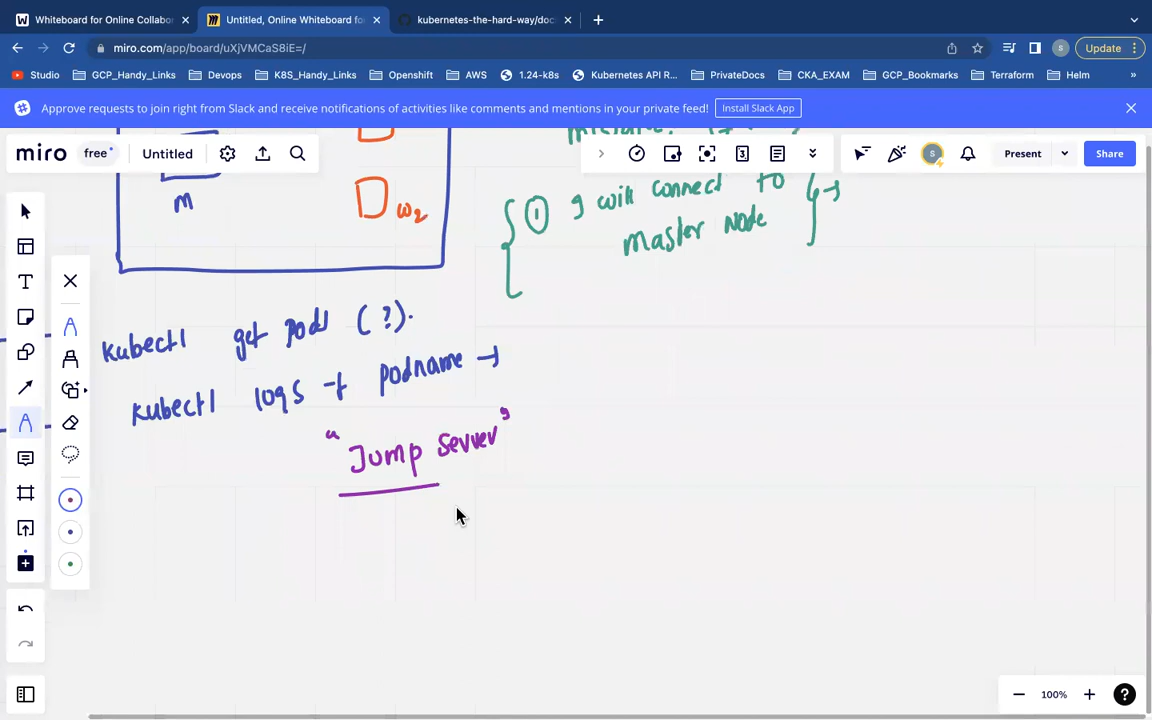 Whiteboard for Online Collabo
Untitled, Online Whiteboard fo
kubernetes-the-hard-way/doc
miro.com/app/board/uXjVMCaS8iE=/
S
Update
Studio
GCP_Handy_Links
Devops
K8S_Handy_Links
Openshift
AWS
1.24-k8s
Kubernetes API R...
PrivateDocs
CKA_EXAM
GCP_Bookmarks
Terraform
Helm
»
Approve requests to join right from Slack and receive notifications of activities like comments and mentions in your private feed!
Install Slack App
miro
free
Untitled
3
S
Present
Share
m
w2
① I will connect to
master node
kubectl get pods (?).
kubectl logs -f podname
"Jump server"
100%
?